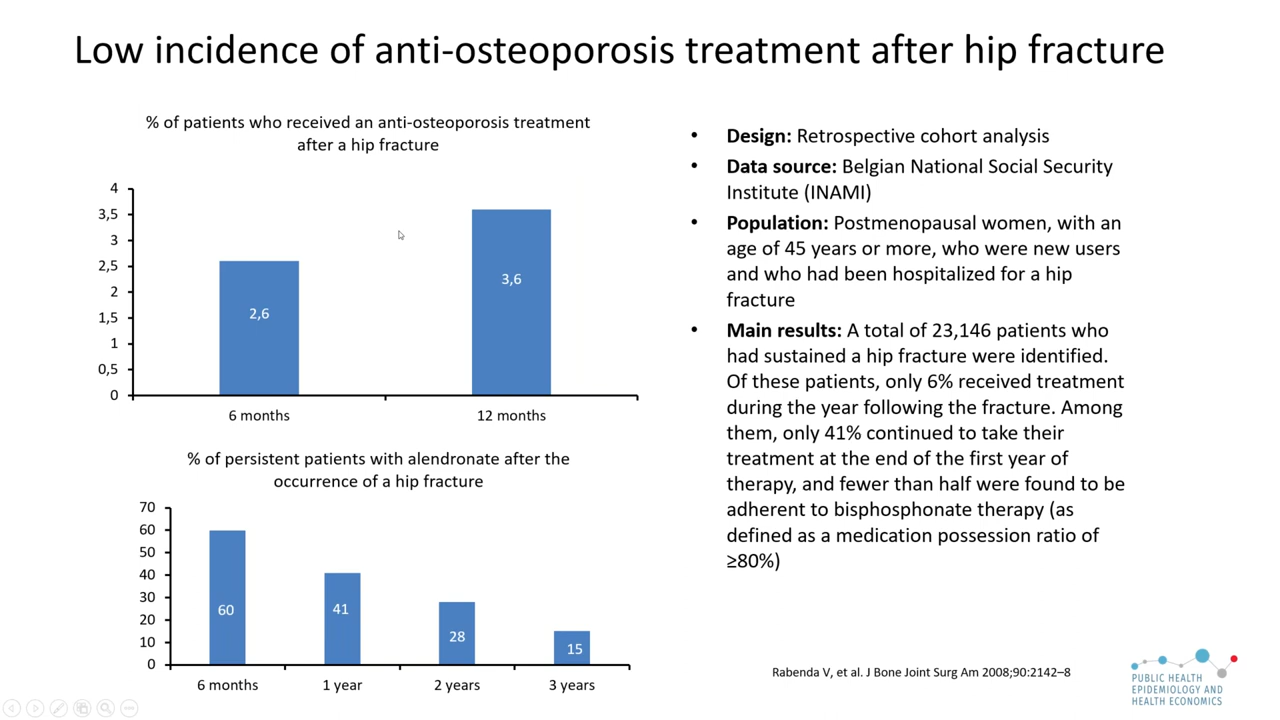 Low incidence of anti-osteoporosis treatment after hip fracture
% of patients who received an anti-osteoporosis treatment
after a hip fracture
4
3,5
3
2,5
2
1,5
1
0,5
0
2,6
3,6
6 months
12 months
% of persistent patients with alendronate after the
occurrence of a hip fracture
70
60
50
40
30
20
10
0
60
41
28
15
6 months
1 year
2 years
3 years
• Design: Retrospective cohort analysis
• Data source: Belgian National Social Security
Institute (INAMI)
• Population: Postmenopausal women, with an
age of 45 years or more, who were new users
and who had been hospitalized for a hip
fracture
• Main results: A total of 23,146 patients who
had sustained a hip fracture were identified.
Of these patients, only 6% received treatment
during the year following the fracture. Among
them, only 41% continued to take their
treatment at the end of the first year of
therapy, and fewer than half were found to be
adherent to bisphosphonate therapy (as
defined as a medication possession ratio of
≥80%)
Rabenda V, et al. J Bone Joint Surg Am 2008;90:2142–8
PUBLIC HEALTH
EPIDEMIOLOGY AND
HEALTH ECONOMICS